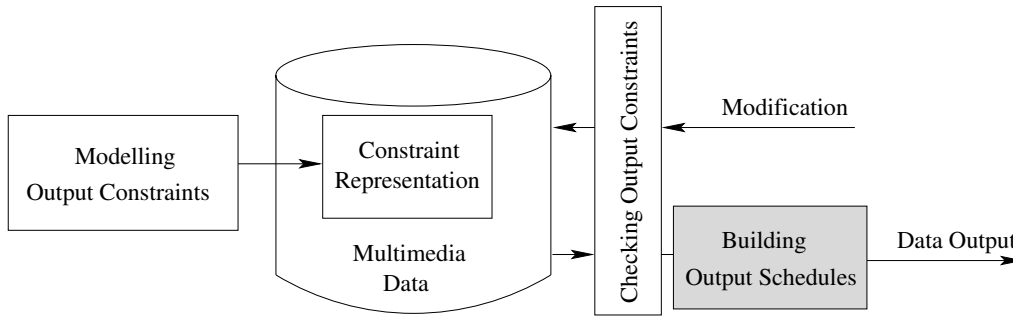 Modelling
Output Constraints
Constraint
Representation
Multimedia
Data
Checking Output Constraints
Modification
Building
Output Schedules
Data Output